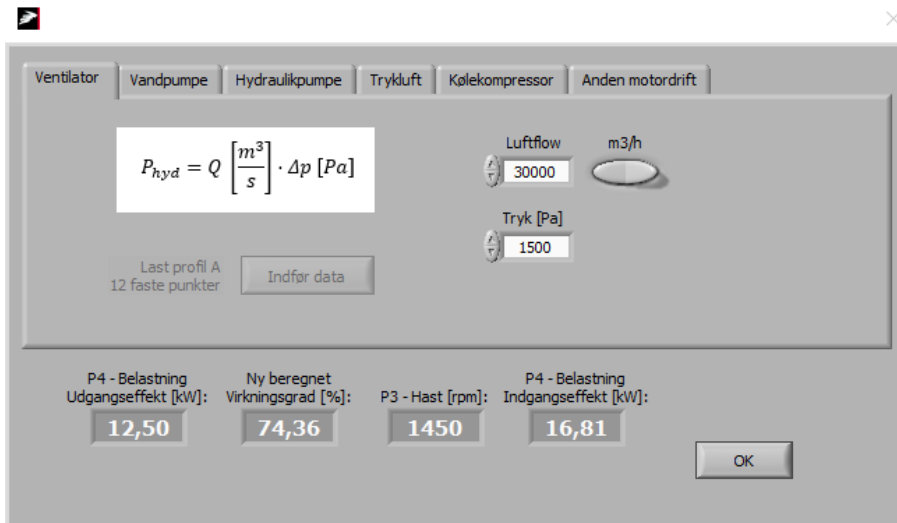 Ventilator
Vandpumpe
Hydraulikpumpe
Trykluft
Kølekompressor
Anden motordrift
P_hyd = Q [m³/s] · Δp [Pa]
Luftflow
m3/h
30000
Tryk [Pa]
1500
Last profil A
12 faste punkter
Indfør data
P4 - Belastning
Udgangseffekt [kW]:
12,50
Ny beregnet
Virkningsgrad [%]:
74,36
P3 - Hast [rpm]:
1450
P4 - Belastning
Indgangseffekt [kW]:
16,81
OK